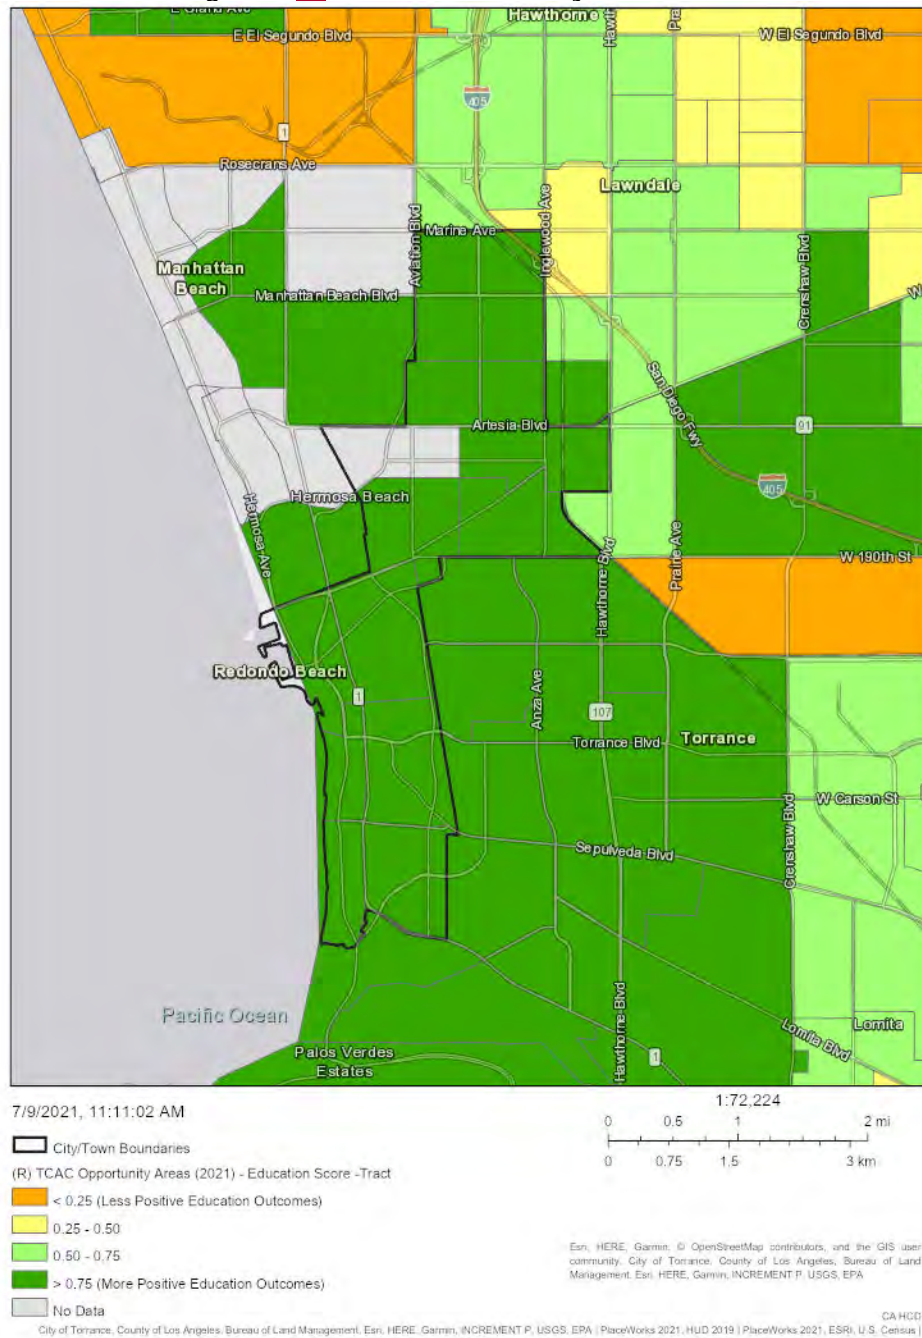 E Grand Ave
Hawthorne
E El Segundo Blvd
W El Segundo Blvd
405
1
Rosecrans Ave
Lawndale
Inglewood Ave
Aviation Blvd
Marine Ave
Crenshaw Blvd
Manhattan
Beach
Manhattan Beach Blvd
San Diego Fwy
Artesia Blvd
91
405
Hermosa Beach
Hermosa Ave
Prairie Ave
Hawthorne Blvd
W 190th St
Redondo Beach
1
Anza Ave
107
Torrance Blvd
Torrance
W Carson St
Crenshaw Blvd
Sepulveda Blvd
Pacific Ocean
Hawthorne Blvd
Lomita Blvd
Lomita
Palos Verdes
Estates
1
7/9/2021, 11:11:02 AM
1:72,224
0 0.5 1 2 mi
0 0.75 1.5 3 km
City/Town Boundaries
(R) TCAC Opportunity Areas (2021) - Education Score -Tract
< 0.25 (Less Positive Education Outcomes)
0.25 - 0.50
0.50 - 0.75
> 0.75 (More Positive Education Outcomes)
No Data
Esri, HERE, Garmin, © OpenStreetMap contributors, and the GIS user
community, City of Torrance, County of Los Angeles, Bureau of Land
Management, Esri, HERE, Garmin, INCREMENT P, USGS, EPA
CA HCD
City of Torrance, County of Los Angeles, Bureau of Land Management, Esri, HERE, Garmin, INCREMENT P, USGS, EPA | PlaceWorks 2021, HUD 2019 | PlaceWorks 2021, ESRI, U.S. Census